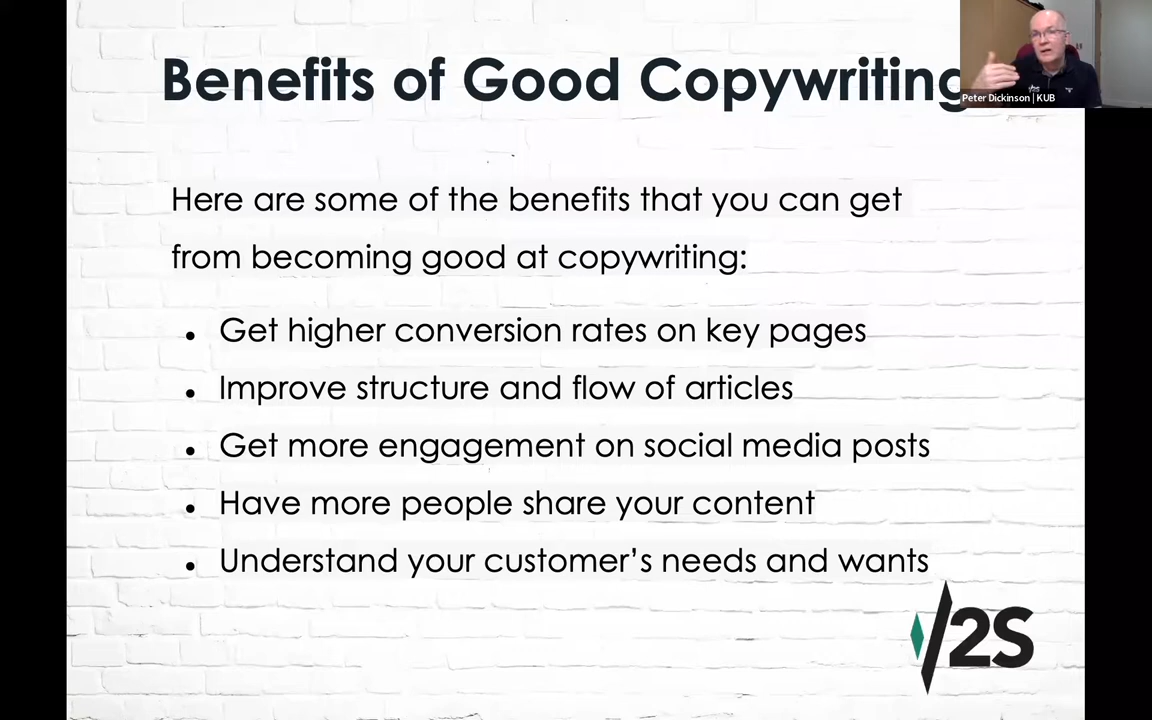 Benefits of Good Copywriting
Peter Dickinson | KUB
Here are some of the benefits that you can get
from becoming good at copywriting:
• Get higher conversion rates on key pages
• Improve structure and flow of articles
• Get more engagement on social media posts
• Have more people share your content
• Understand your customer’s needs and wants
/2S